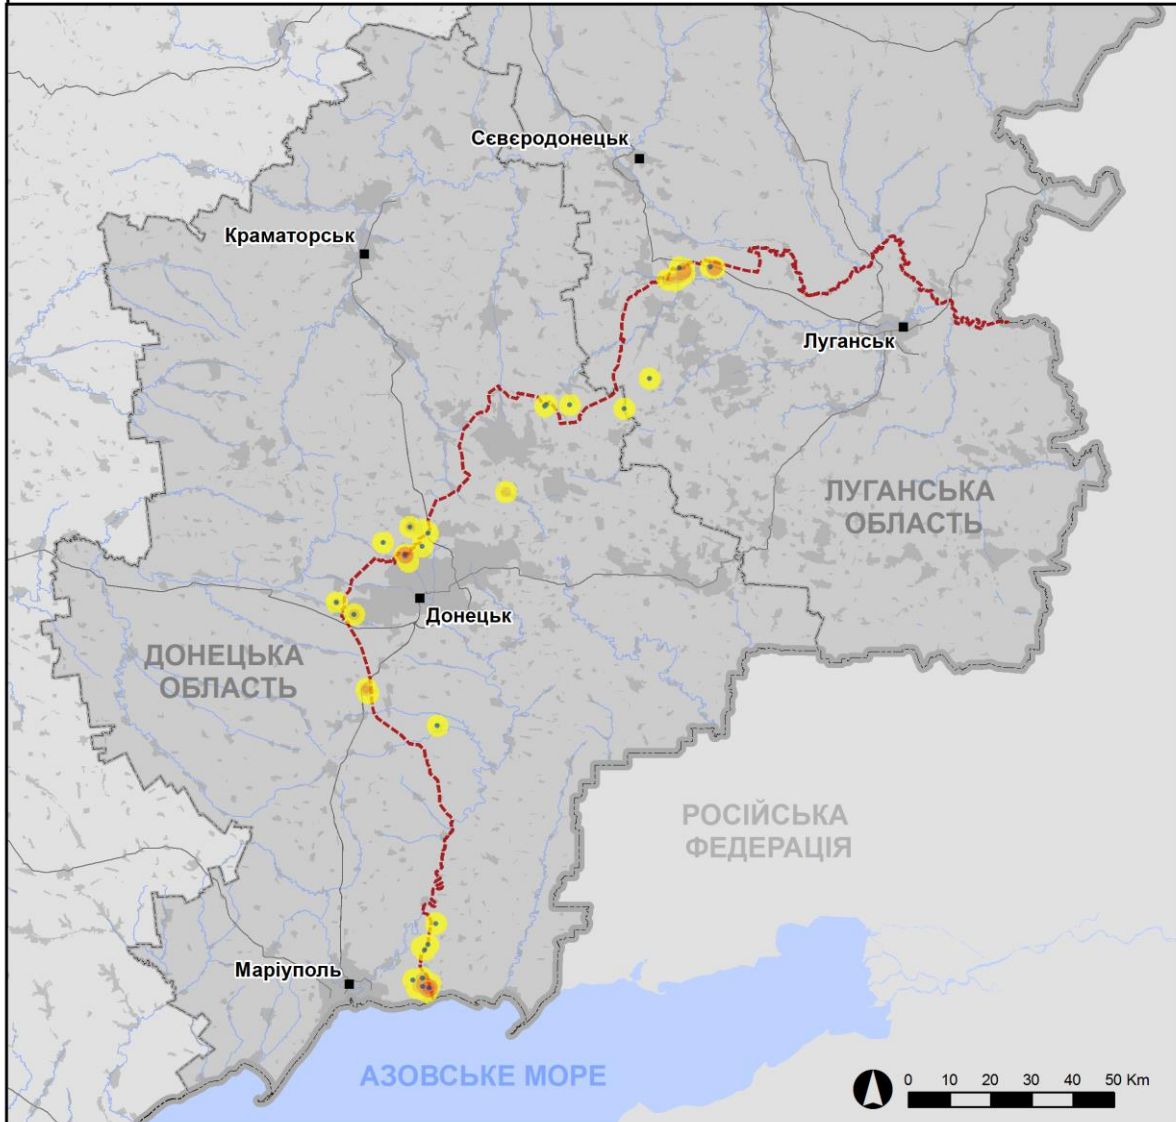 Сєвєродонецьк
Краматорськ
Луганськ
ЛУГАНСЬКА
ОБЛАСТЬ
Донецьк
ДОНЕЦЬКА
ОБЛАСТЬ
РОСІЙСЬКА
ФЕДЕРАЦІЯ
Маріуполь
АЗОВСЬКЕ МОРЕ
0 10 20 30 40 50 Km